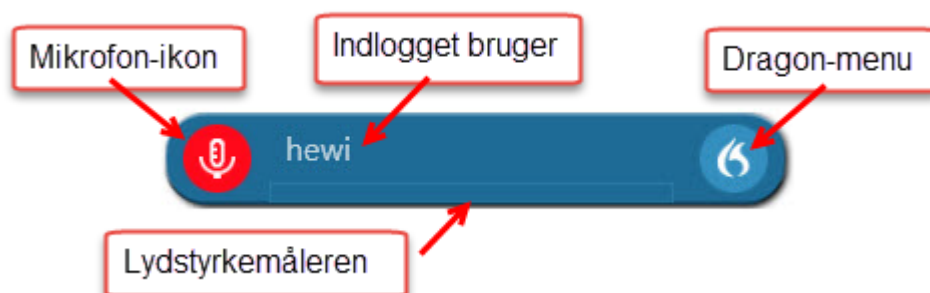 Mikrofon-ikon
Indlogget bruger
Dragon-menu
hewi
Lydstyrkemåleren